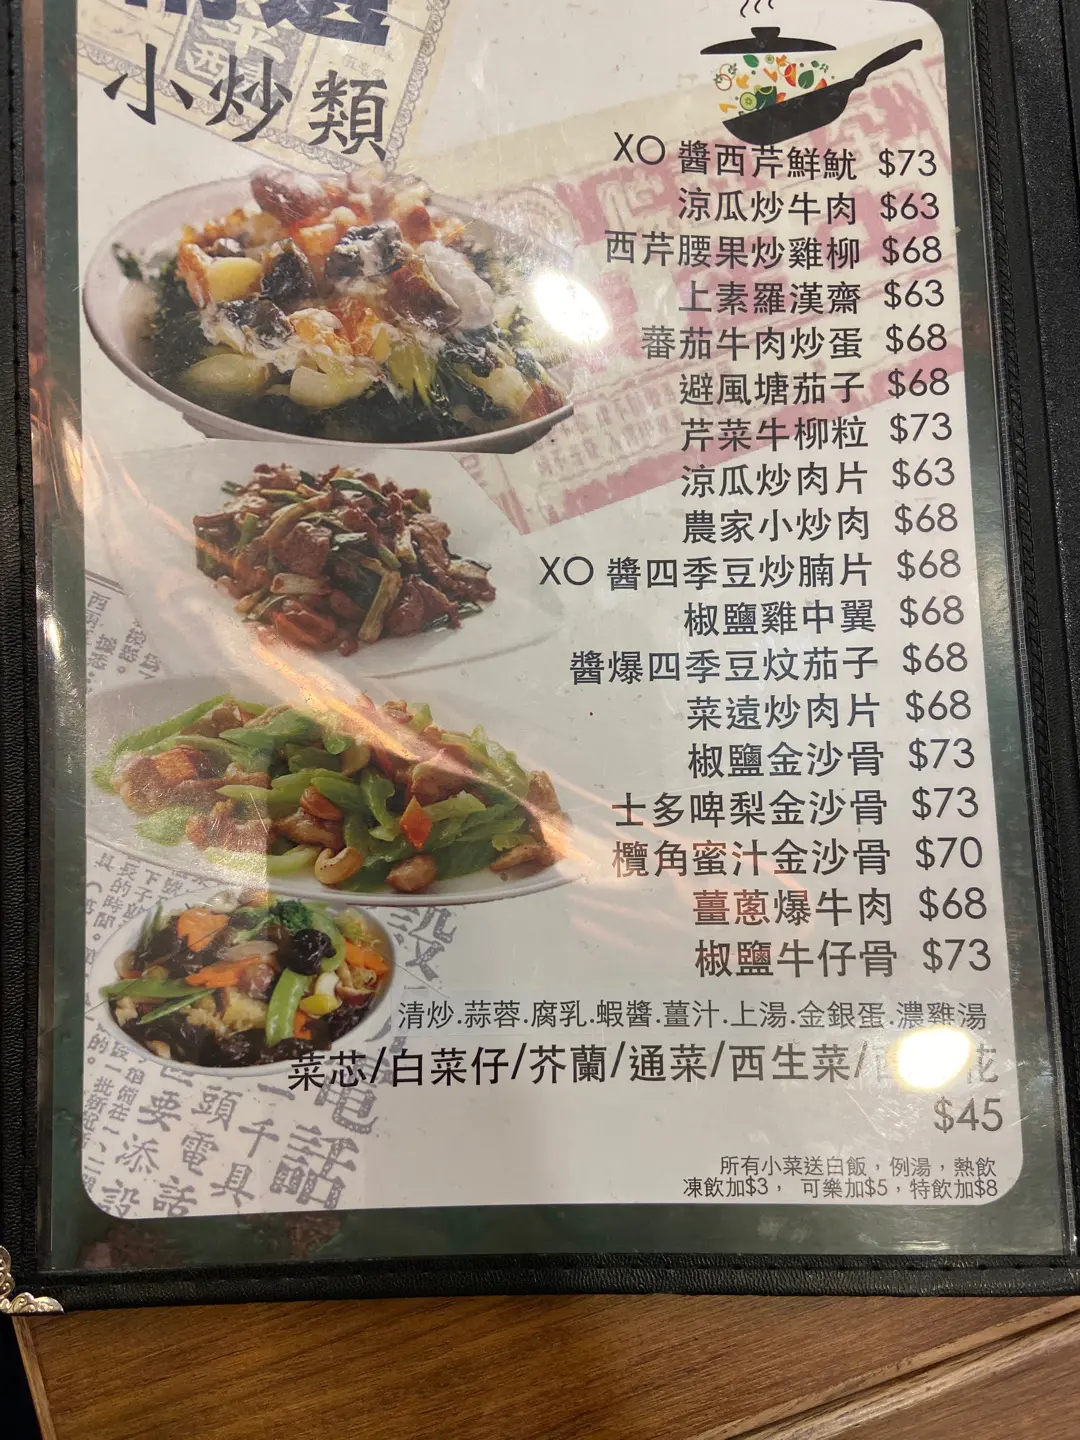 小炒類
XO 醬西芹鮮魷 $73
涼瓜炒牛肉 $63
西芹腰果炒雞柳 $68
上素羅漢齋 $63
蕃茄牛肉炒蛋 $68
避風塘茄子 $68
芹菜牛柳粒 $73
涼瓜炒肉片 $63
農家小炒肉 $68
XO 醬四季豆炒腩片 $68
椒鹽雞中翼 $68
醬爆四季豆炆茄子 $68
菜遠炒肉片 $68
椒鹽金沙骨 $73
士多啤梨金沙骨 $73
欖角蜜汁金沙骨 $70
薑蔥爆牛肉 $68
椒鹽牛仔骨 $73
清炒.蒜蓉.腐乳.蝦醬.薑汁.上湯.金銀蛋.濃雞湯
菜芯/白菜仔/芥蘭/通菜/西生菜/ 花
$45
所有小菜送白飯，例湯，熱飲
凍飲加$3， 可樂加$5，特飲加$8